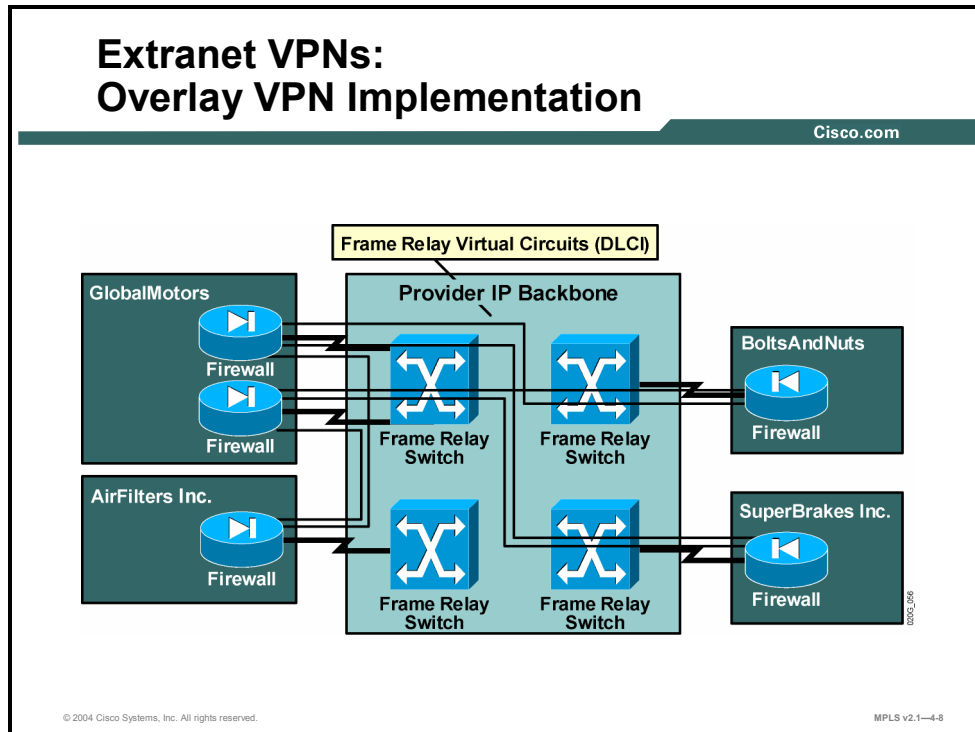 Extranet VPNs:
Overlay VPN Implementation
Cisco.com
Frame Relay Virtual Circuits (DLCI)
GlobalMotors
Firewall
Firewall
AirFilters Inc.
Firewall
Provider IP Backbone
Frame Relay
Switch
Frame Relay
Switch
Frame Relay
Switch
Frame Relay
Switch
BoltsAndNuts
Firewall
SuperBrakes Inc.
Firewall
020G_056
© 2004 Cisco Systems, Inc. All rights reserved.
MPLS v2.1—4-8